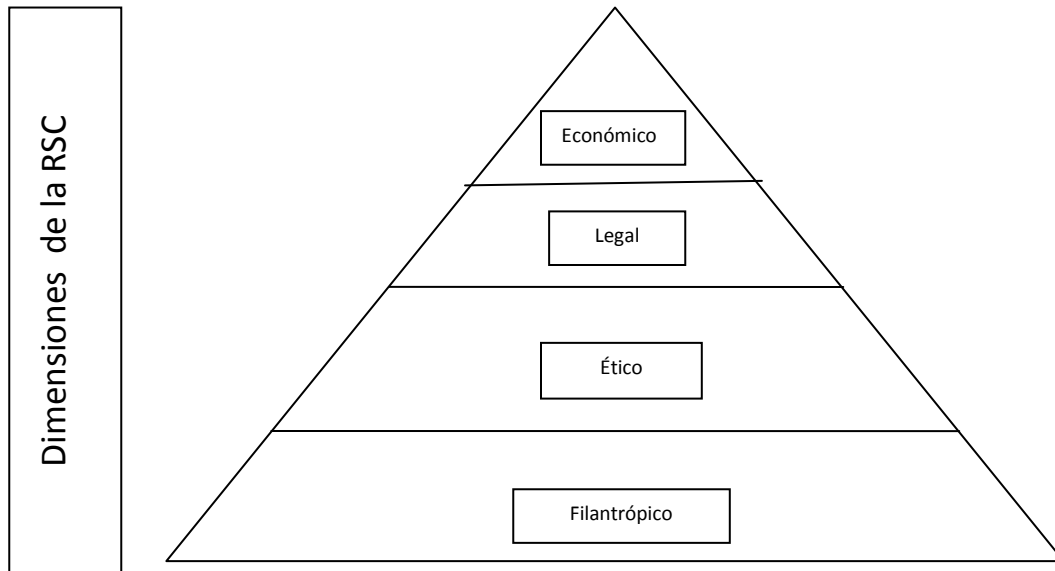 Dimensiones de la RSC
Económico
Legal
Ético
Filantrópico